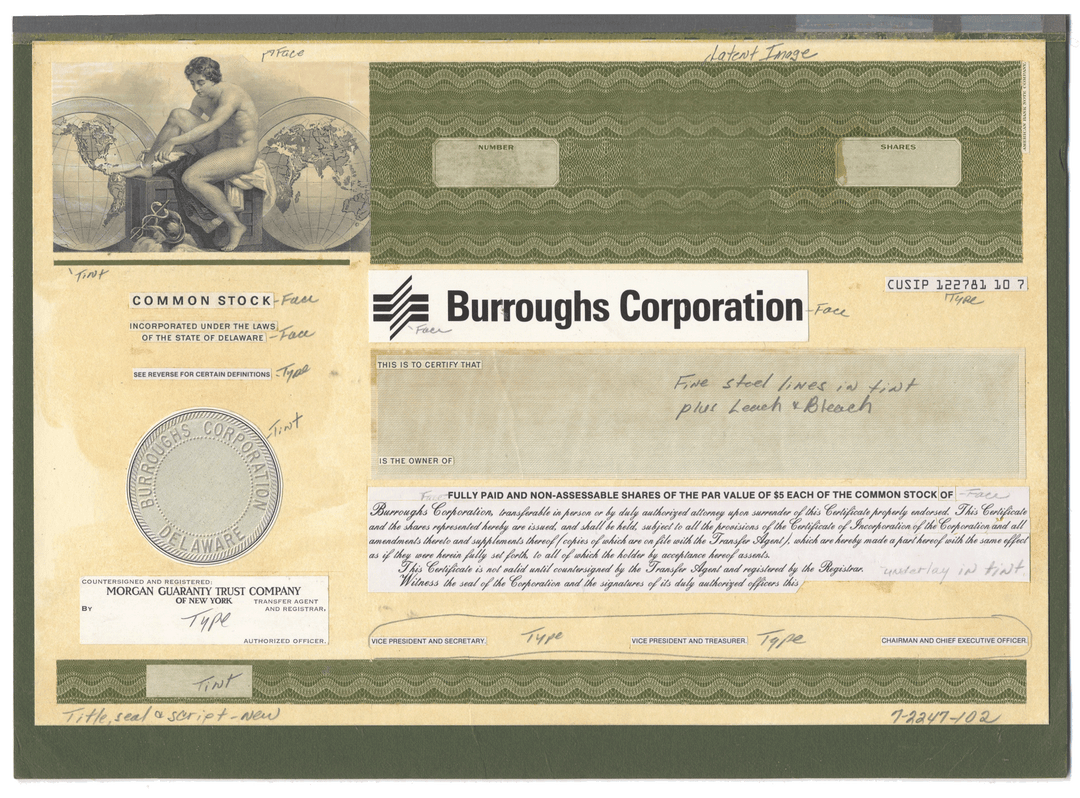 Face
Latent Image
AMERICAN BANK NOTE COMPANY
NUMBER
SHARES
Tint
COMMON STOCK -Face
INCORPORATED UNDER THE LAWS
OF THE STATE OF DELAWARE -Face
SEE REVERSE FOR CERTAIN DEFINITIONS -Type
Burroughs Corporation -Face
Face
CUSIP 122781 10 7
Type
THIS IS TO CERTIFY THAT
Fine steel lines in tint
plus Leach & Bleach
IS THE OWNER OF
-Tint
BURROUGHS CORPORATION
DELAWARE
Face FULLY PAID AND NON-ASSESSABLE SHARES OF THE PAR VALUE OF $5 EACH OF THE COMMON STOCK OF -Face
Burroughs Corporation, transferable in person or by duly authorized attorney upon surrender of this Certificate properly endorsed. This Certificate
and the shares represented hereby are issued, and shall be held, subject to all the provisions of the Certificate of Incorporation of the Corporation and all
amendments thereto and supplements thereof (copies of which are on file with the Transfer Agent), which are hereby made a part hereof with the same effect
as if they were herein fully set forth, to all of which the holder by acceptance hereof assents.
This Certificate is not valid until countersigned by the Transfer Agent and registered by the Registrar.
Witness the seal of the Corporation and the signatures of its duly authorized officers this
underlay in tint
COUNTERSIGNED AND REGISTERED:
MORGAN GUARANTY TRUST COMPANY
OF NEW YORK TRANSFER AGENT
BY AND REGISTRAR,
Type
AUTHORIZED OFFICER.
VICE PRESIDENT AND SECRETARY. Type VICE PRESIDENT AND TREASURER. Type CHAIRMAN AND CHIEF EXECUTIVE OFFICER.
Tint
Title, seal & script-new
7-2247-102